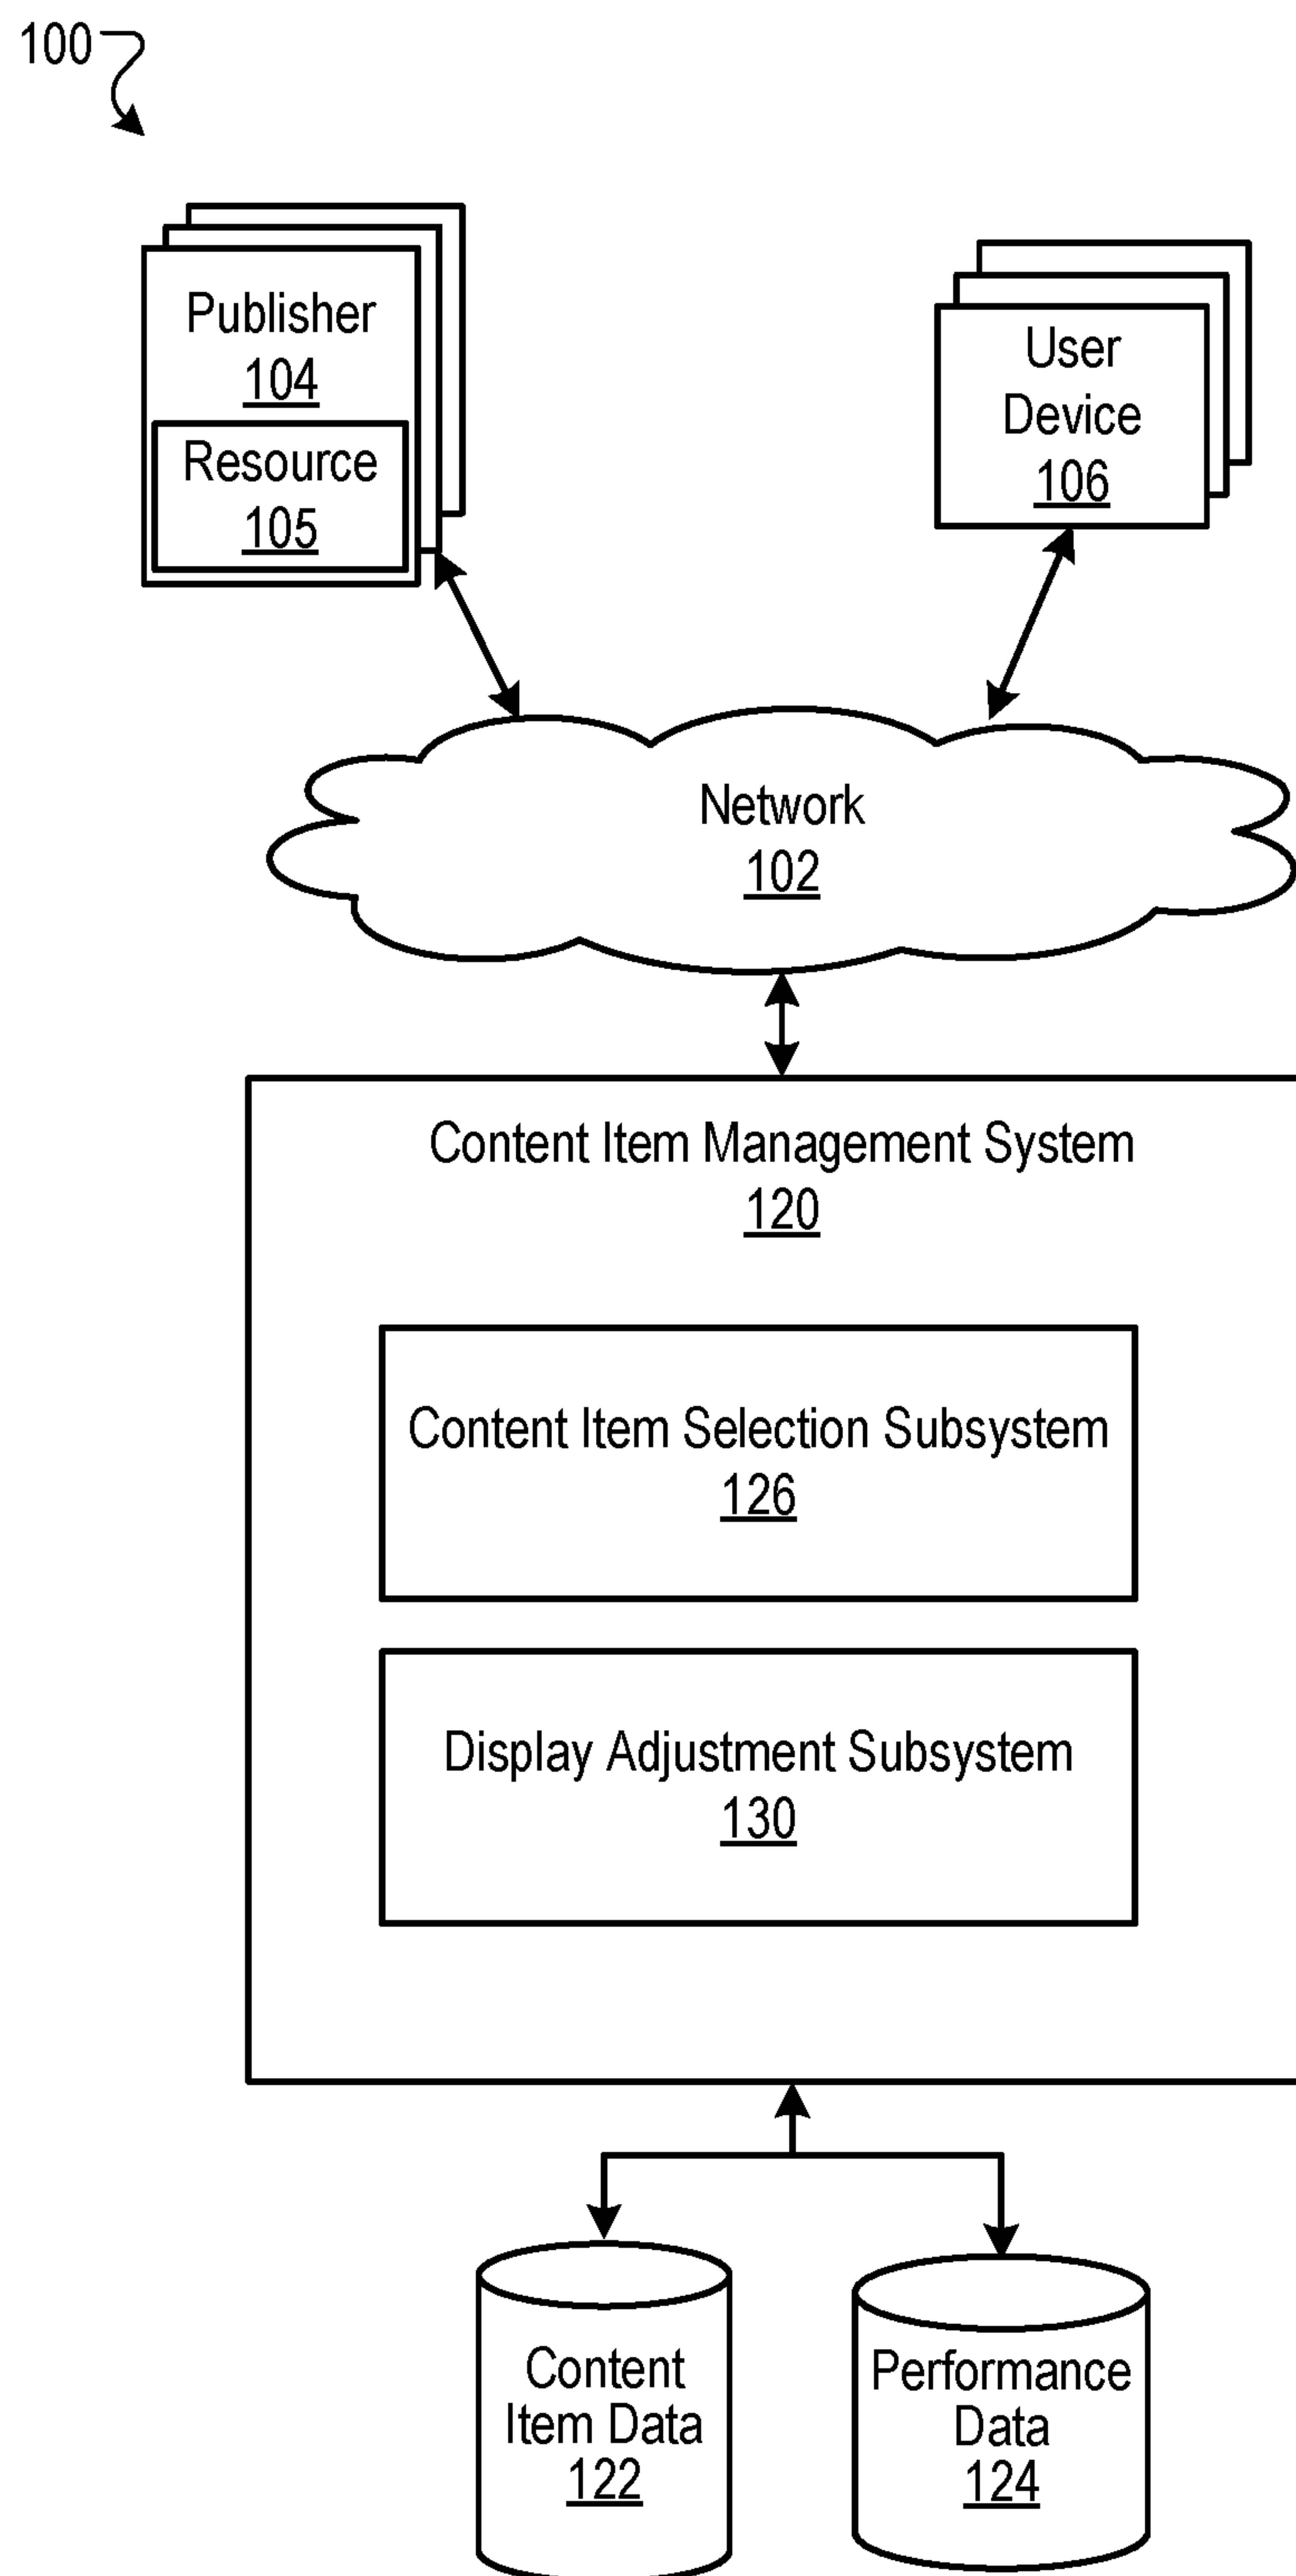 100
Publisher
104
Resource
105
User
Device
106
Network
102
Content Item Management System
120
Content Item Selection Subsystem
126
Display Adjustment Subsystem
130
Content
Item Data
122
Performance
Data
124